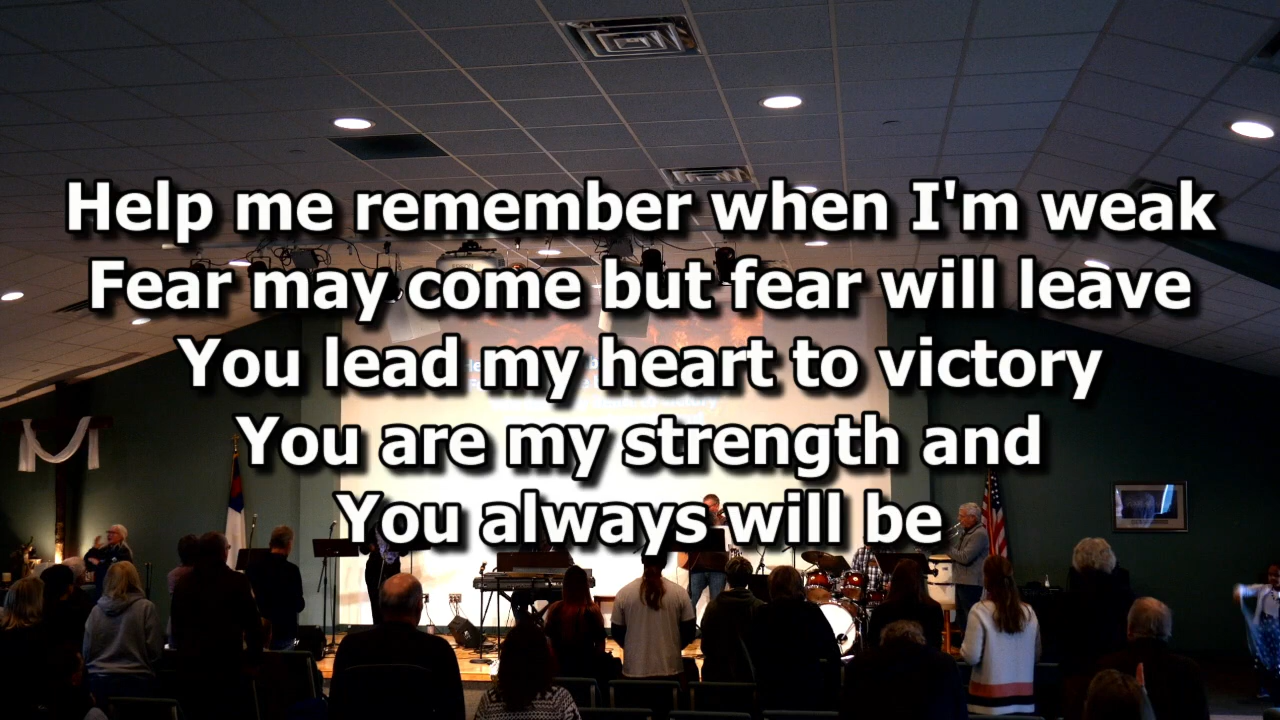 Help me remember when I'm weak
Fear may come but fear will leave
You lead my heart to victory
You are my strength and
You always will be